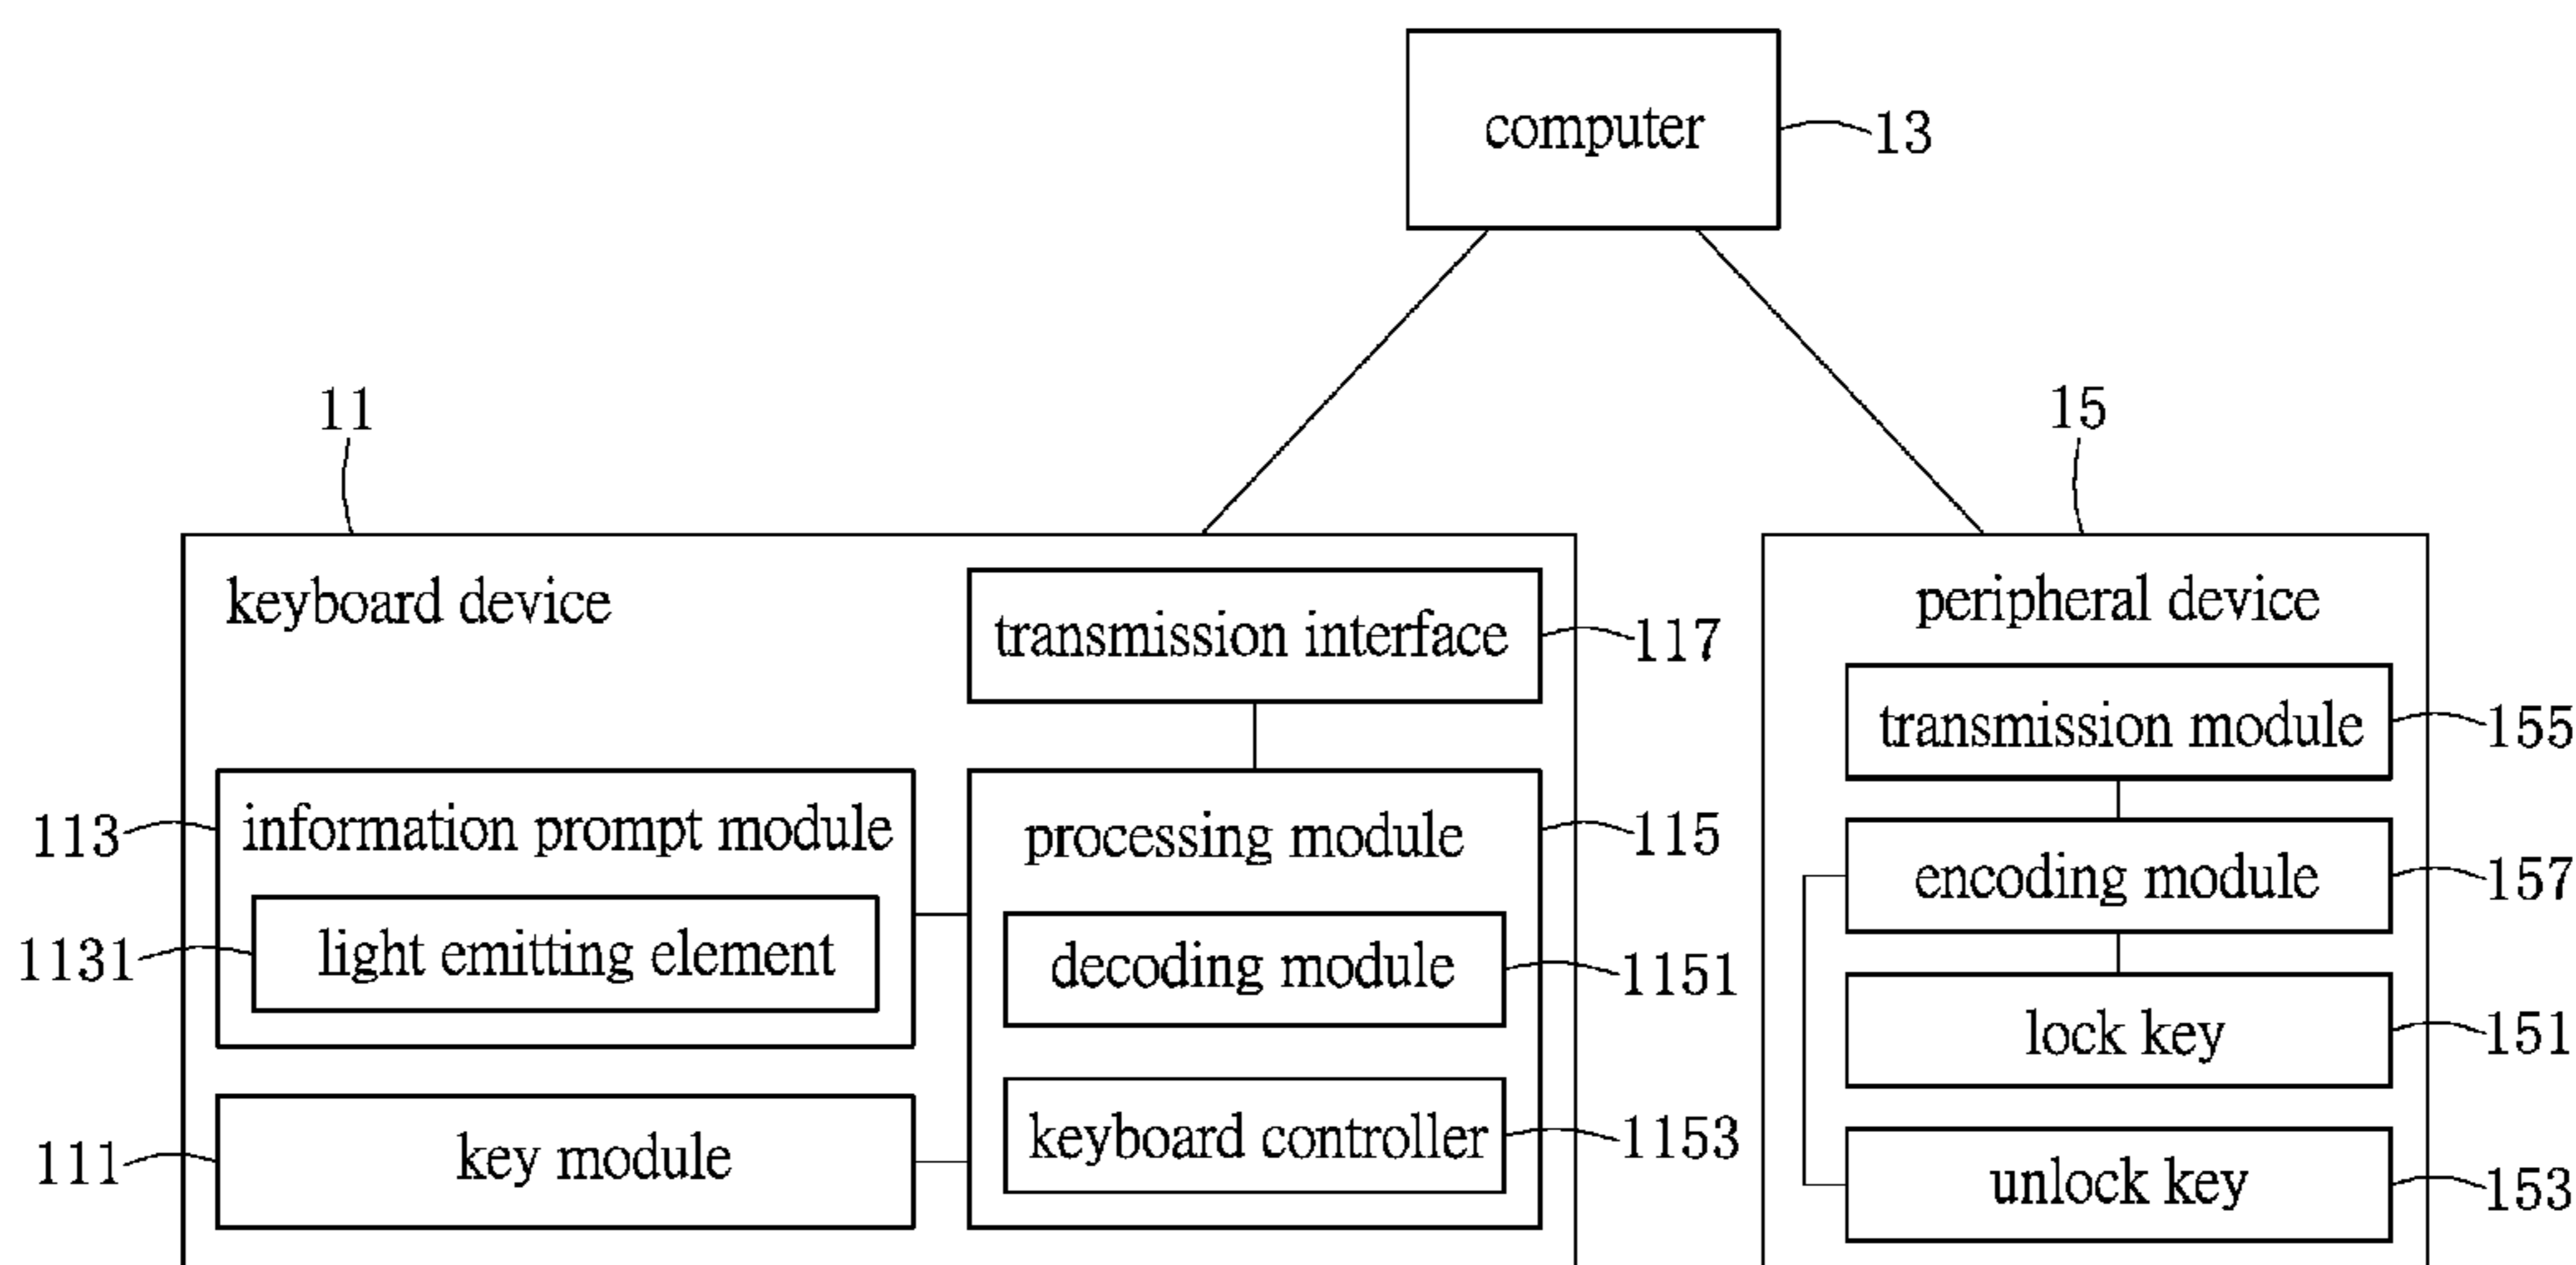 computer
13
11
15
keyboard device
transmission interface
117
peripheral device
transmission module
155
113
information prompt module
processing module
115
encoding module
157
1131
light emitting element
decoding module
1151
lock key
151
111
key module
keyboard controller
1153
unlock key
153